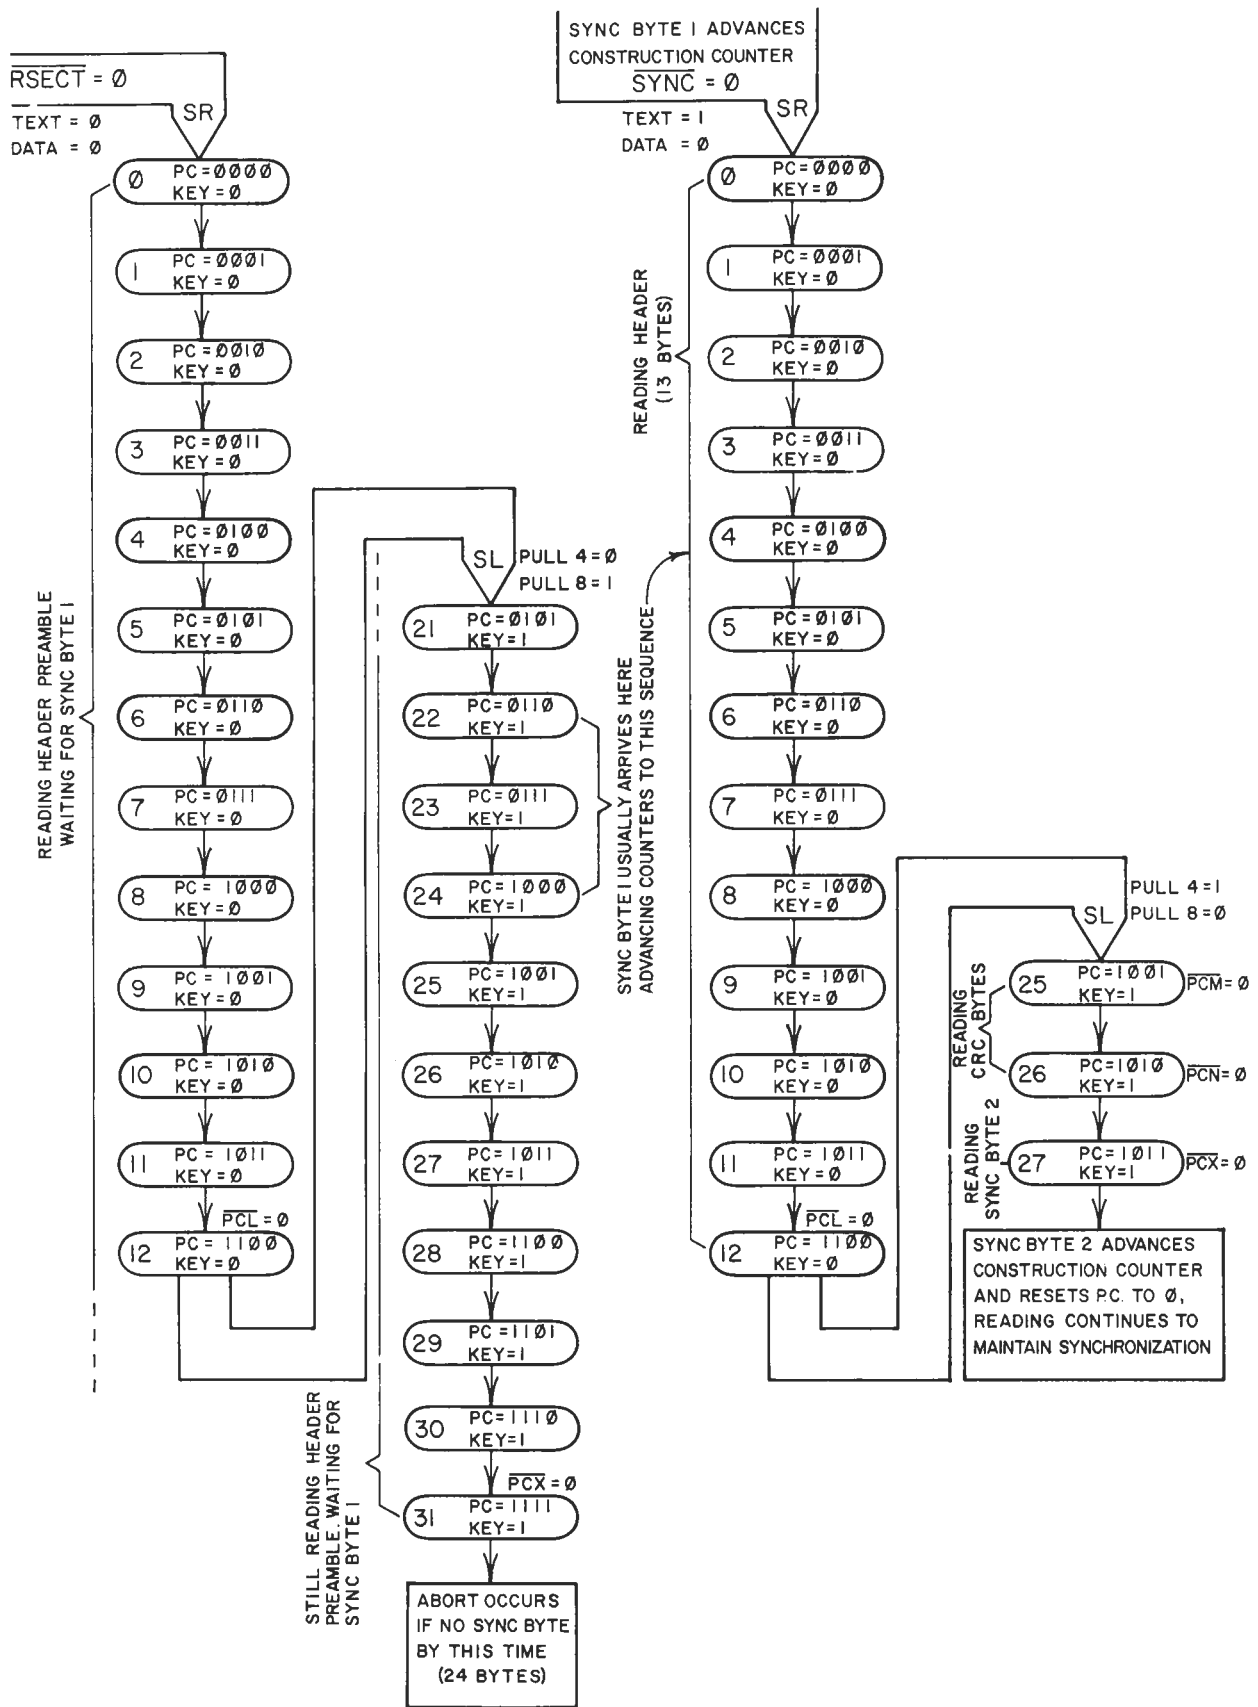 RSECT = Ø
SR
TEXT = Ø
DATA = Ø
READING HEADER PREAMBLE
WAITING FOR SYNC BYTE 1
Ø PC=ØØØØ
KEY=Ø
1 PC=ØØØ1
KEY=Ø
2 PC=ØØ1Ø
KEY=Ø
3 PC=ØØ11
KEY=Ø
4 PC=Ø1ØØ
KEY=Ø
5 PC=Ø1Ø1
KEY=Ø
6 PC=Ø11Ø
KEY=Ø
7 PC=Ø111
KEY=Ø
8 PC=1ØØØ
KEY=Ø
9 PC=1ØØ1
KEY=Ø
10 PC=1Ø1Ø
KEY=Ø
11 PC=1Ø11
KEY=Ø
PCL=Ø
12 PC=11ØØ
KEY=Ø
SL
PULL 4=Ø
PULL 8=1
21 PC=Ø1Ø1
KEY=1
22 PC=Ø11Ø
KEY=1
23 PC=Ø111
KEY=1
24 PC=1ØØØ
KEY=1
25 PC=1ØØ1
KEY=1
26 PC=1Ø1Ø
KEY=1
27 PC=1Ø11
KEY=1
28 PC=11ØØ
KEY=1
29 PC=11Ø1
KEY=1
30 PC=111Ø
KEY=1
PCX=Ø
31 PC=1111
KEY=1
STILL READING HEADER
PREAMBLE. WAITING FOR
SYNC BYTE 1
ABORT OCCURS
IF NO SYNC BYTE
BY THIS TIME
(24 BYTES)
SYNC BYTE 1 USUALLY ARRIVES HERE
ADVANCING COUNTERS TO THIS SEQUENCE
SYNC BYTE 1 ADVANCES
CONSTRUCTION COUNTER
SYNC = Ø
SR
TEXT = 1
DATA = Ø
READING HEADER
(13 BYTES)
Ø PC=ØØØØ
KEY=Ø
1 PC=ØØØ1
KEY=Ø
2 PC=ØØ1Ø
KEY=Ø
3 PC=ØØ11
KEY=Ø
4 PC=Ø1ØØ
KEY=Ø
5 PC=Ø1Ø1
KEY=Ø
6 PC=Ø11Ø
KEY=Ø
7 PC=Ø111
KEY=Ø
8 PC=1ØØØ
KEY=Ø
9 PC=1ØØ1
KEY=Ø
10 PC=1Ø1Ø
KEY=Ø
11 PC=1Ø11
KEY=Ø
PCL=Ø
12 PC=11ØØ
KEY=Ø
SL
PULL 4=1
PULL 8=Ø
READING
CRC BYTES
25 PC=1ØØ1 PCM=Ø
KEY=1
26 PC=1Ø1Ø PCN=Ø
KEY=1
READING
SYNC BYTE 2
27 PC=1Ø11 PCX=Ø
KEY=1
SYNC BYTE 2 ADVANCES
CONSTRUCTION COUNTER
AND RESETS P.C. TO Ø,
READING CONTINUES TO
MAINTAIN SYNCHRONIZATION